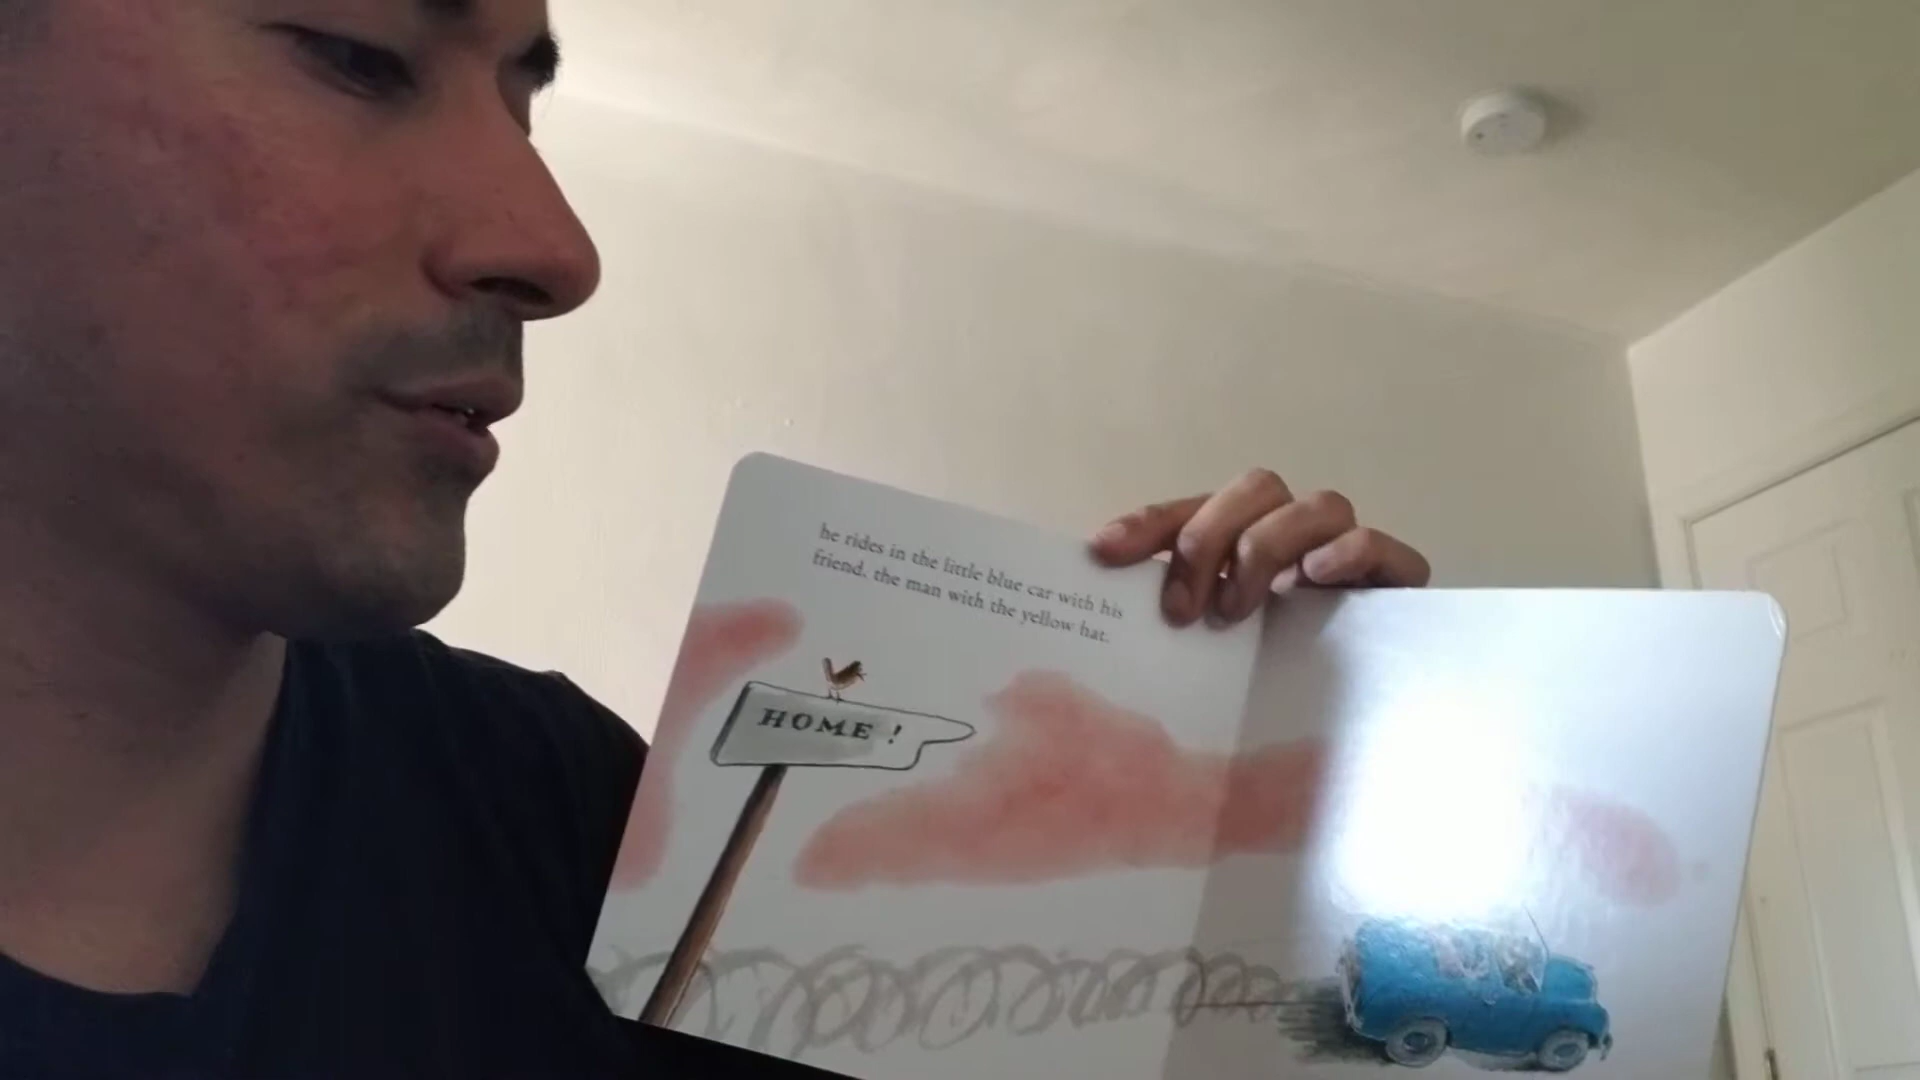 he rides in the little blue car with his
friend, the man with the yellow hat.
HOME !